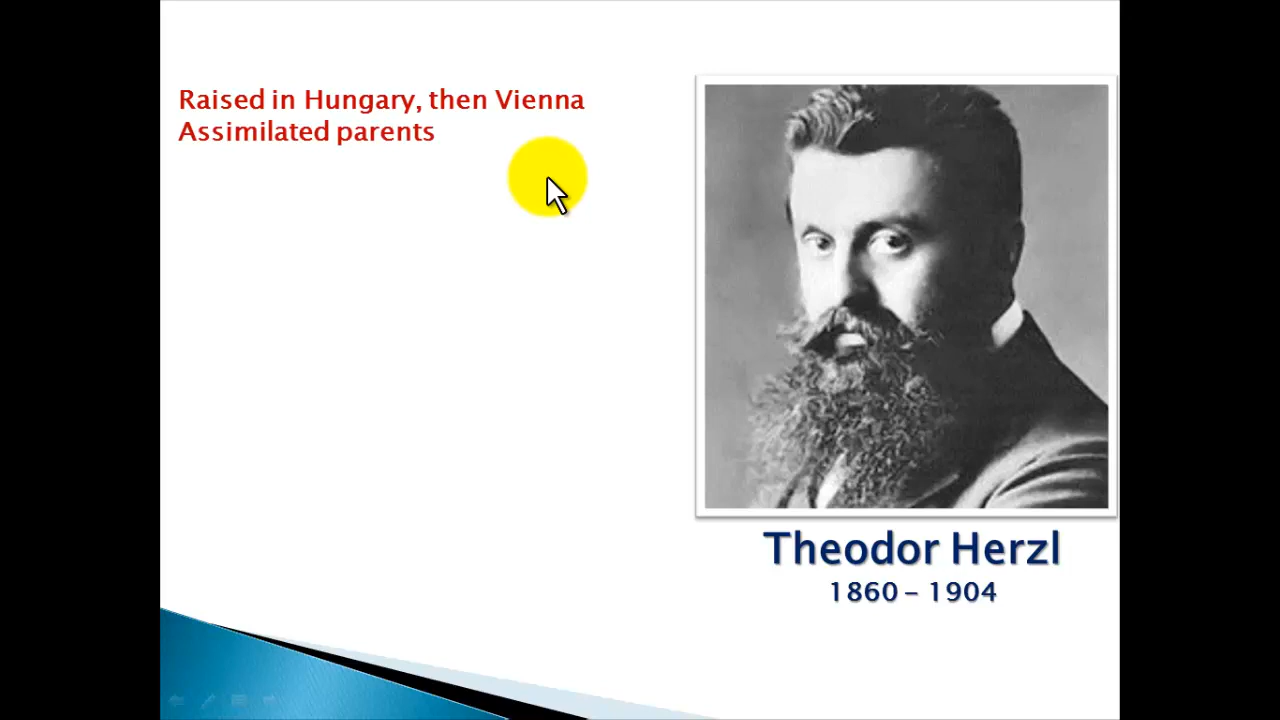 Raised in Hungary, then Vienna
Assimilated parents
Theodor Herzl
1860 – 1904